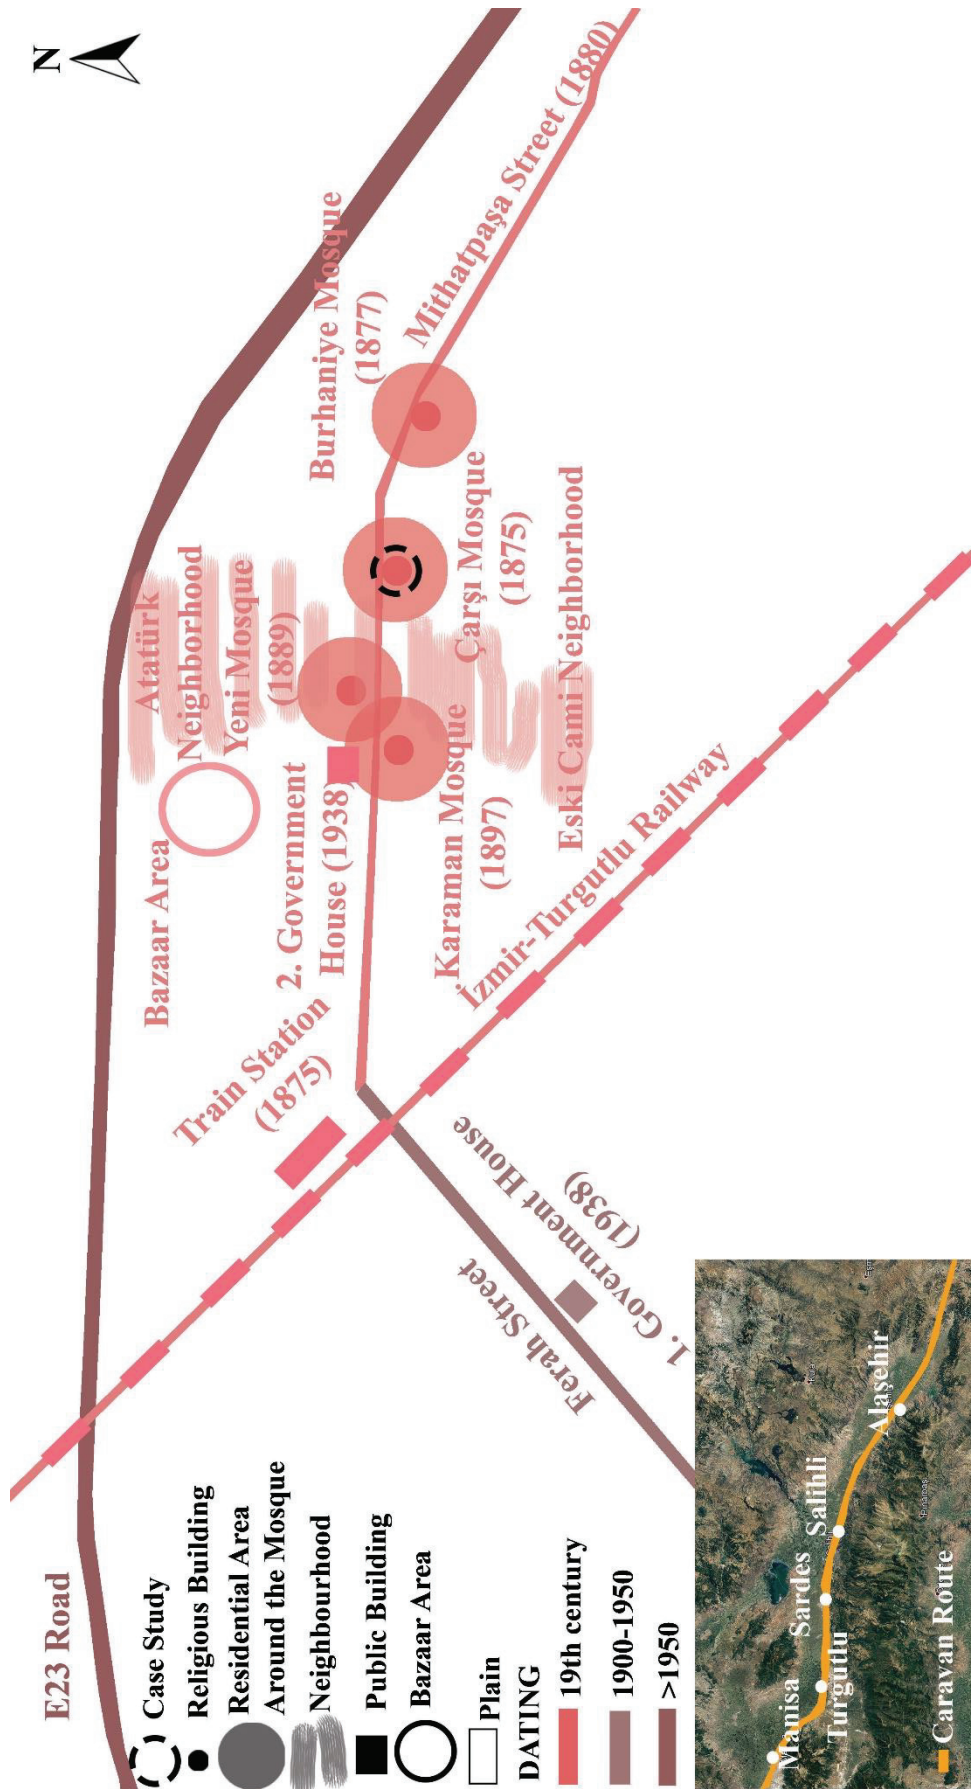 N
E23 Road
Bazaar Area
Atatürk
Neighborhood
Yeni Mosque
(1889)
Burhaniye Mosque
(1877)
Mithatpaşa Street (1880)
Train Station
(1875)
2. Government
House (1938)
Karaman Mosque
(1897)
Çarşı Mosque
(1875)
Eski Cami Neighborhood
İzmir-Turgutlu Railway
Ferah Street
1. Government House
(1938)
Case Study
Religious Building
Residential Area
Around the Mosque
Neighbourhood
Public Building
Bazaar Area
Plain
DATING
19th century
1900-1950
>1950
Manisa
Turgutlu
Sardes
Salihli
Alaşehir
Caravan Route